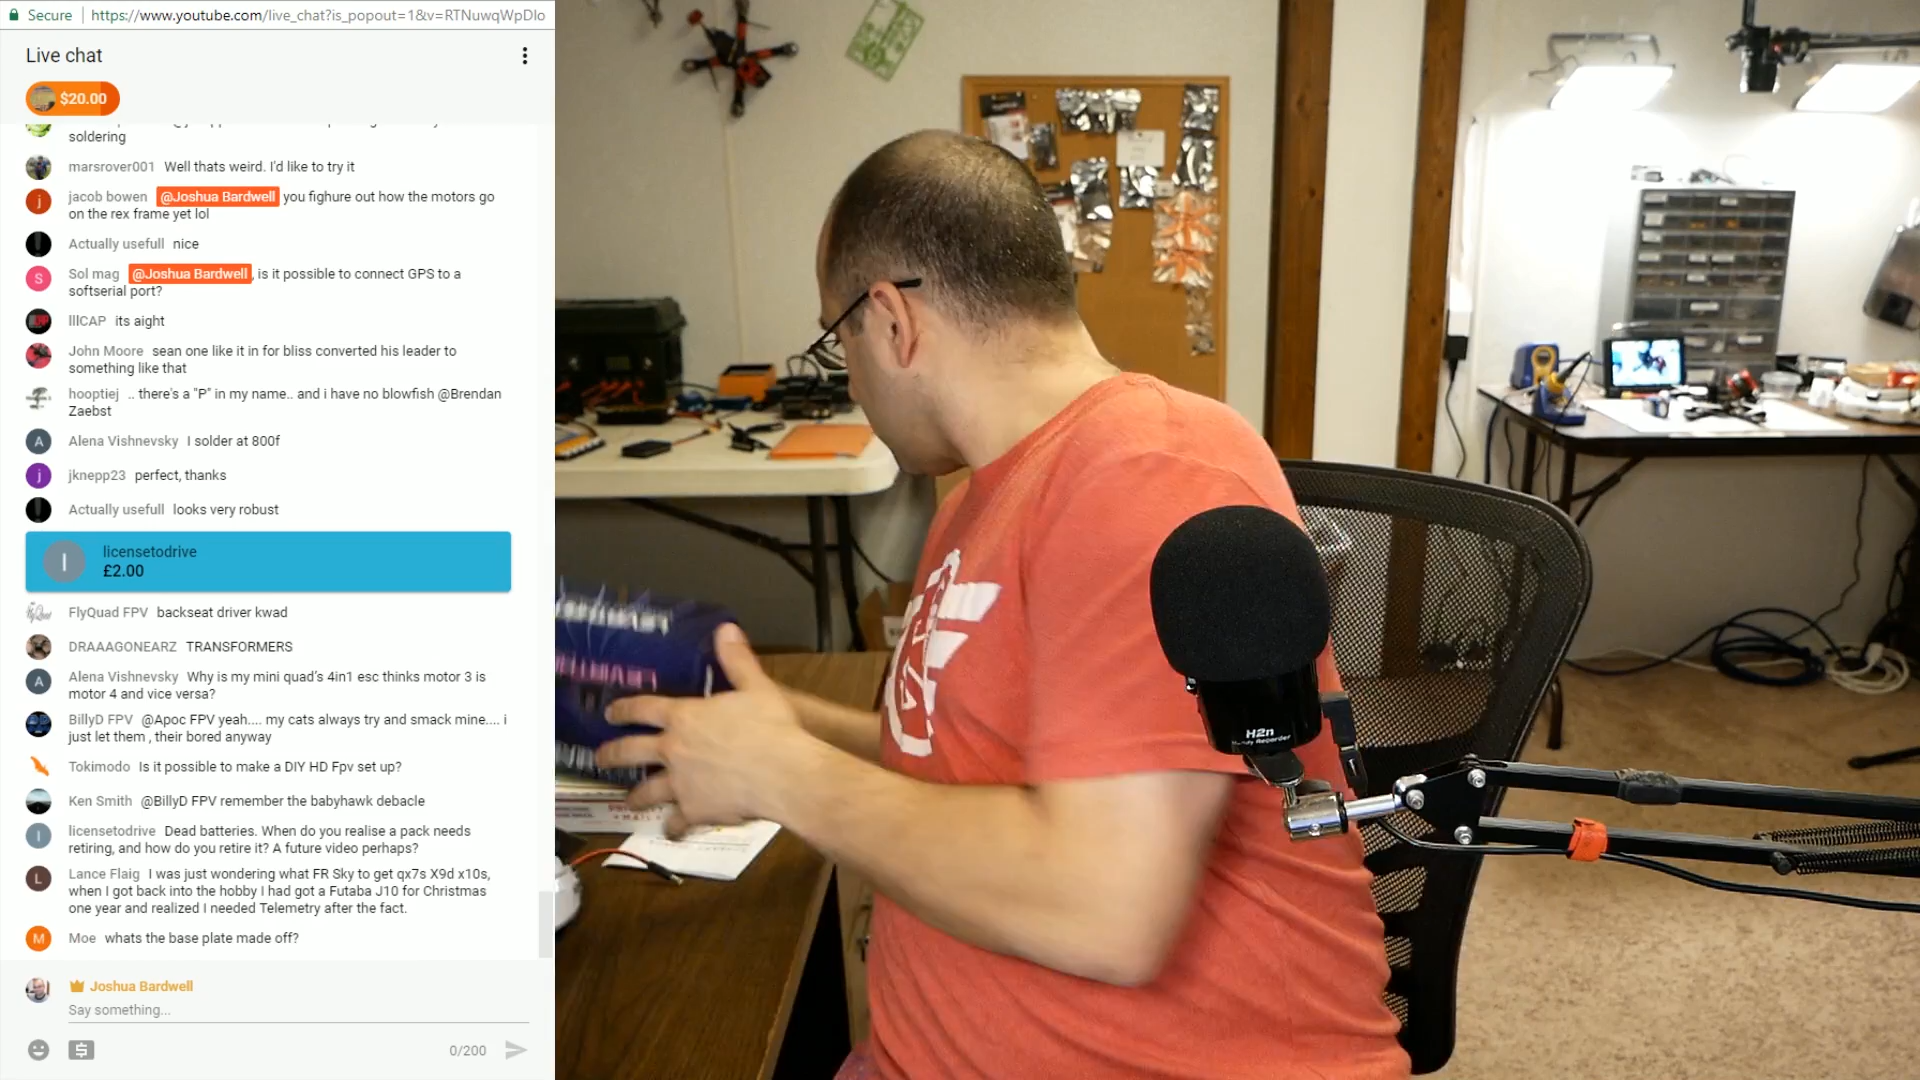 Secure
https://www.youtube.com/live_chat?is_popout=1&v=RTNuwqWpDlo
Live chat
$20.00
soldering
marsrover001 Well thats weird. I'd like to try it
jacob bowen @Joshua Bardwell you fighure out how the motors go
on the rex frame yet lol
Actually usefull nice
Sol mag @Joshua Bardwell, is it possible to connect GPS to a
softserial port?
lllCAP its aight
John Moore sean one like it in for bliss converted his leader to
something like that
hooptiej .. there's a "P" in my name.. and i have no blowfish @Brendan
Zaebst
Alena Vishnevsky I solder at 800f
jknepp23 perfect, thanks
Actually usefull looks very robust
licensetodrive
£2.00
FlyQuad FPV backseat driver kwad
DRAAAGONEARZ TRANSFORMERS
Alena Vishnevsky Why is my mini quad's 4in1 esc thinks motor 3 is
motor 4 and vice versa?
BillyD FPV @Apoc FPV yeah.... my cats always try and smack mine.... i
just let them , their bored anyway
Tokimodo Is it possible to make a DIY HD Fpv set up?
Ken Smith @BillyD FPV remember the babyhawk debacle
licensetodrive Dead batteries. When do you realise a pack needs
retiring, and how do you retire it? A future video perhaps?
Lance Flaig I was just wondering what FR Sky to get qx7s X9d x10s,
when I got back into the hobby I had got a Futaba J10 for Christmas
one year and realized I needed Telemetry after the fact.
Moe whats the base plate made off?
Joshua Bardwell
Say something...
0/200
H2n
Handy Recorder